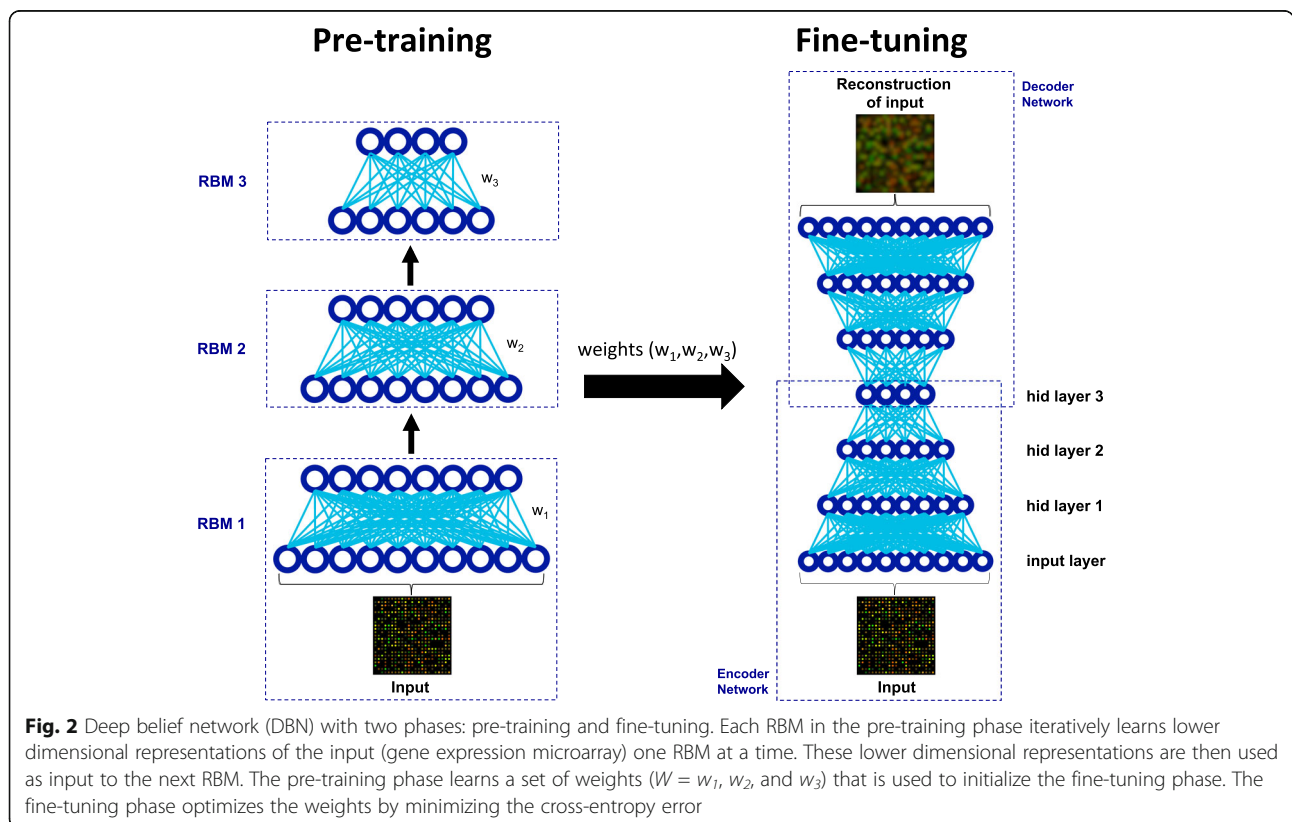 Pre-training
Fine-tuning
RBM 3
w3
RBM 2
w2
RBM 1
w1
Input
weights (w1,w2,w3)
Reconstruction
of input
Decoder
Network
hid layer 3
hid layer 2
hid layer 1
input layer
Encoder
Network
Input
Fig. 2 Deep belief network (DBN) with two phases: pre-training and fine-tuning. Each RBM in the pre-training phase iteratively learns lower
dimensional representations of the input (gene expression microarray) one RBM at a time. These lower dimensional representations are then used
as input to the next RBM. The pre-training phase learns a set of weights (W = w1, w2, and w3) that is used to initialize the fine-tuning phase. The
fine-tuning phase optimizes the weights by minimizing the cross-entropy error